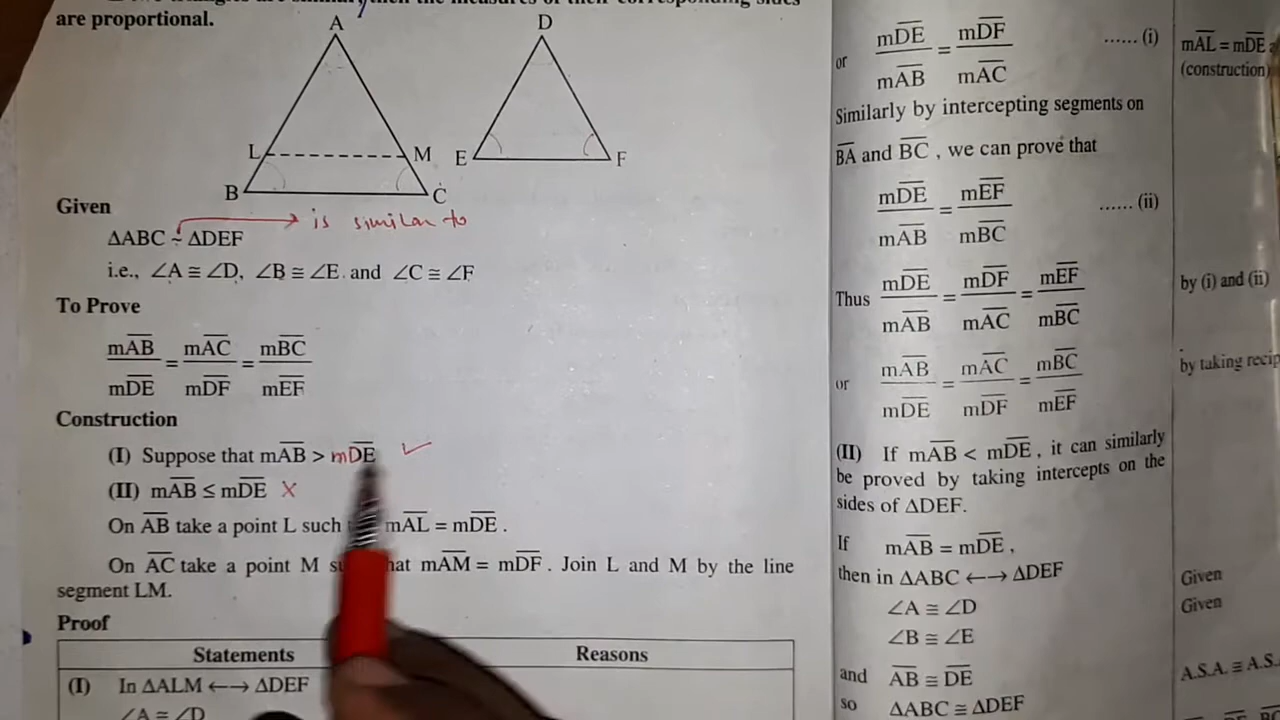 are proportional.
A D
L M E F
B C
Given
is similar to
ΔABC ~ ΔDEF
i.e., ∠A ≅ ∠D, ∠B ≅ ∠E. and ∠C ≅ ∠F
To Prove
mAB/mDE = mAC/mDF = mBC/mEF
Construction
(I) Suppose that mAB > mDE ✓
(II) mAB ≤ mDE X
On AB take a point L such mAL = mDE .
On AC take a point M mAM = mDF . Join L and M by the line
segment LM.
Proof
Statements Reasons
(I) In ΔALM ⟷ ΔDEF
∠A ≅ ∠D
or mDE/mAB = mDF/mAC ...... (i) mAL = mDE
(construction)
Similarly by intercepting segments on
BA and BC , we can prove that
mDE/mAB = mEF/mBC ...... (ii)
Thus mDE/mAB = mDF/mAC = mEF/mBC by (i) and (ii)
or mAB/mDE = mAC/mDF = mBC/mEF by taking
(II) If mAB < mDE , it can similarly
be proved by taking intercepts on the
sides of ΔDEF.
If mAB = mDE ,
then in ΔABC ⟷ ΔDEF Given
∠A ≅ ∠D Given
∠B ≅ ∠E
and AB ≅ DE A.S.A. ≅ A.S.
so ΔABC ≅ ΔDEF